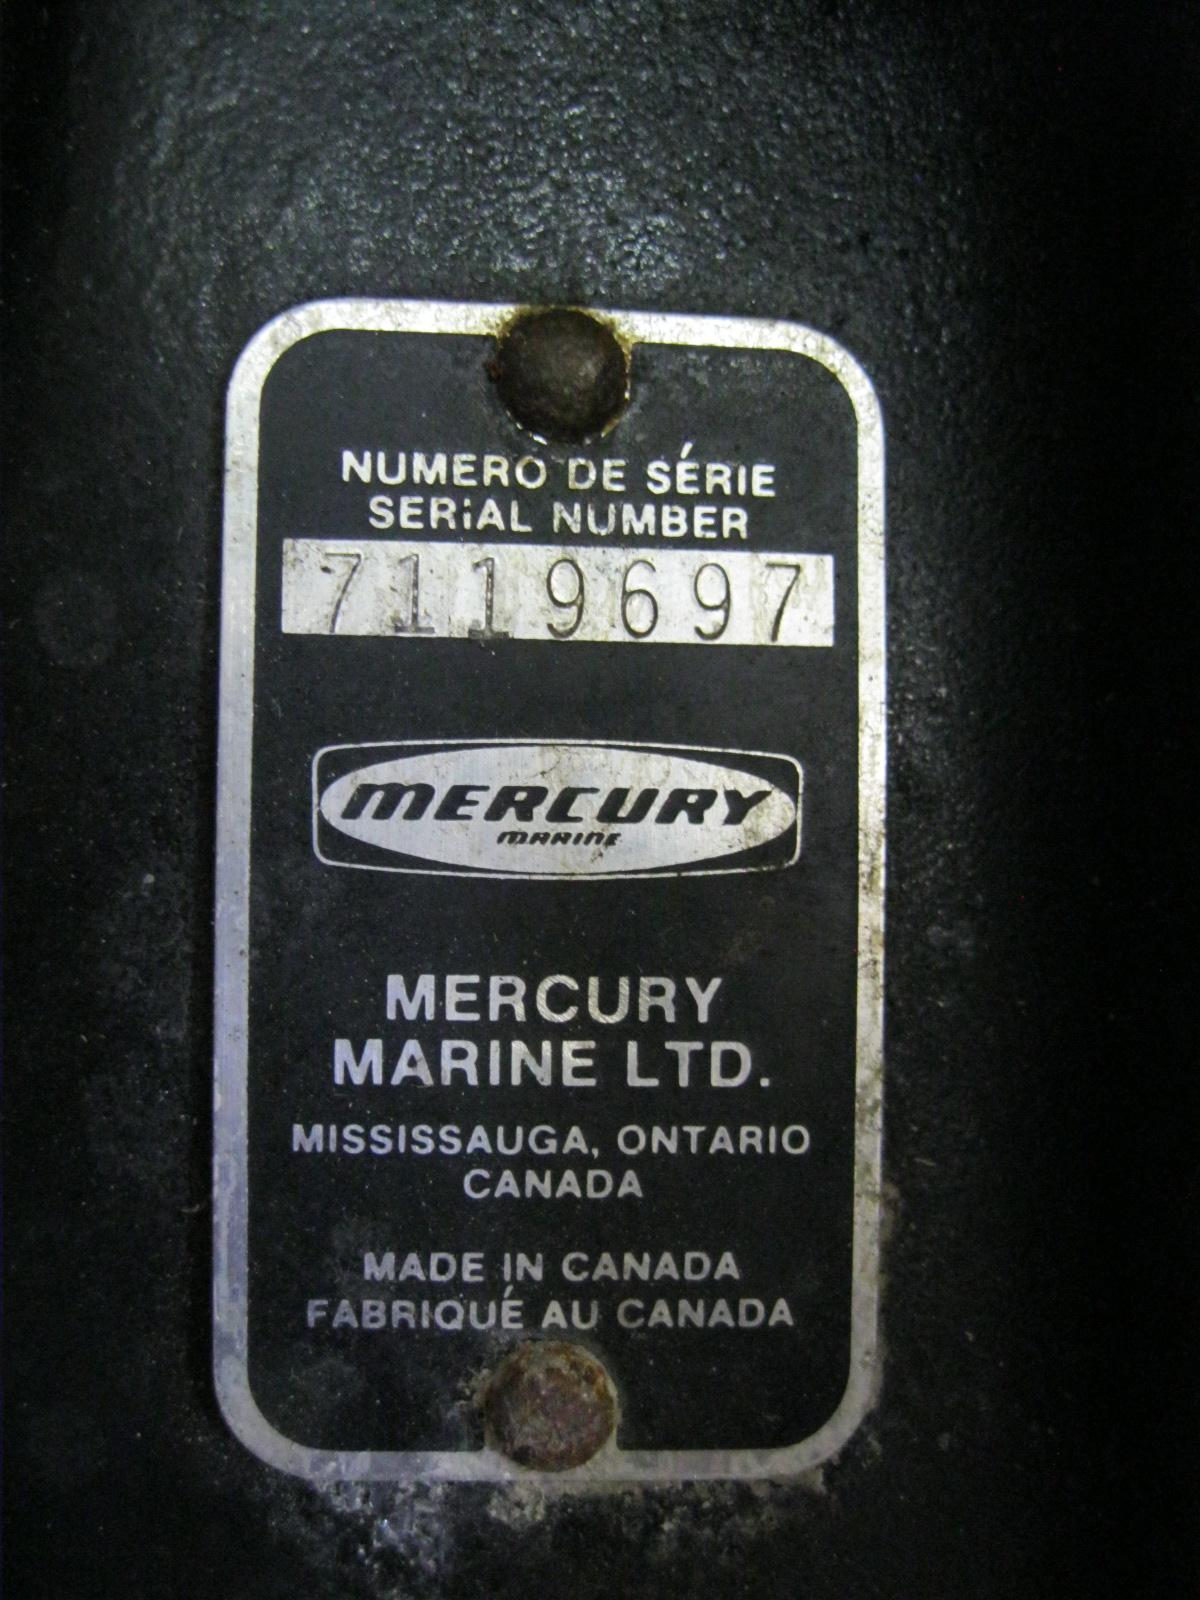 NUMERO DE SÉRIE
SERiAL NUMBER
7119697
MERCURY
MARINE
MERCURY
MARINE LTD.
MISSISSAUGA, ONTARIO
CANADA
MADE IN CANADA
FABRIQUÉ AU CANADA